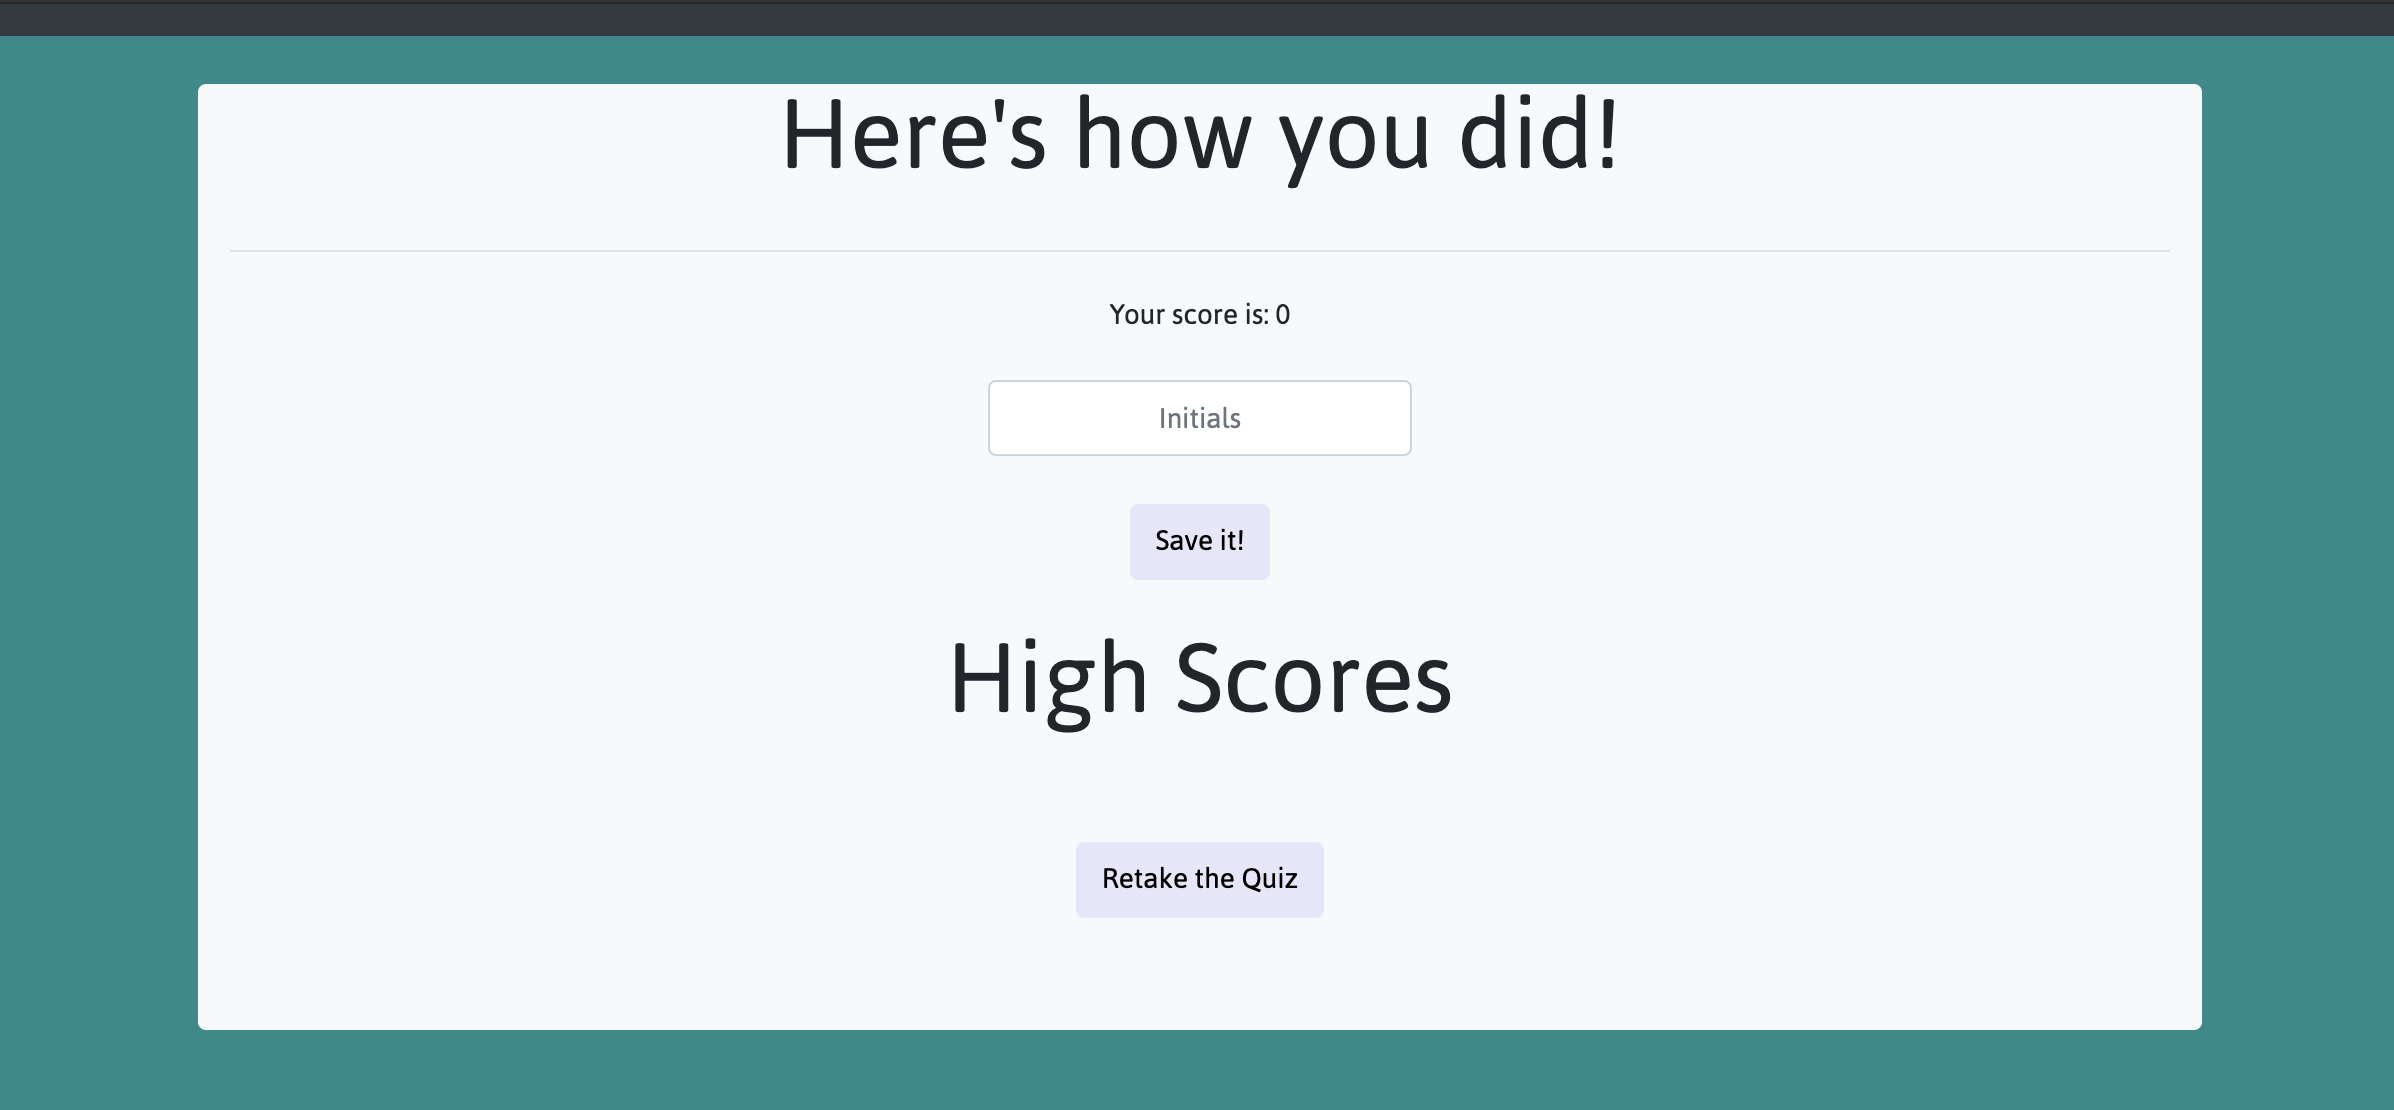 Here's how you did!
Your score is: 0
Initials
Save it!
High Scores
Retake the Quiz